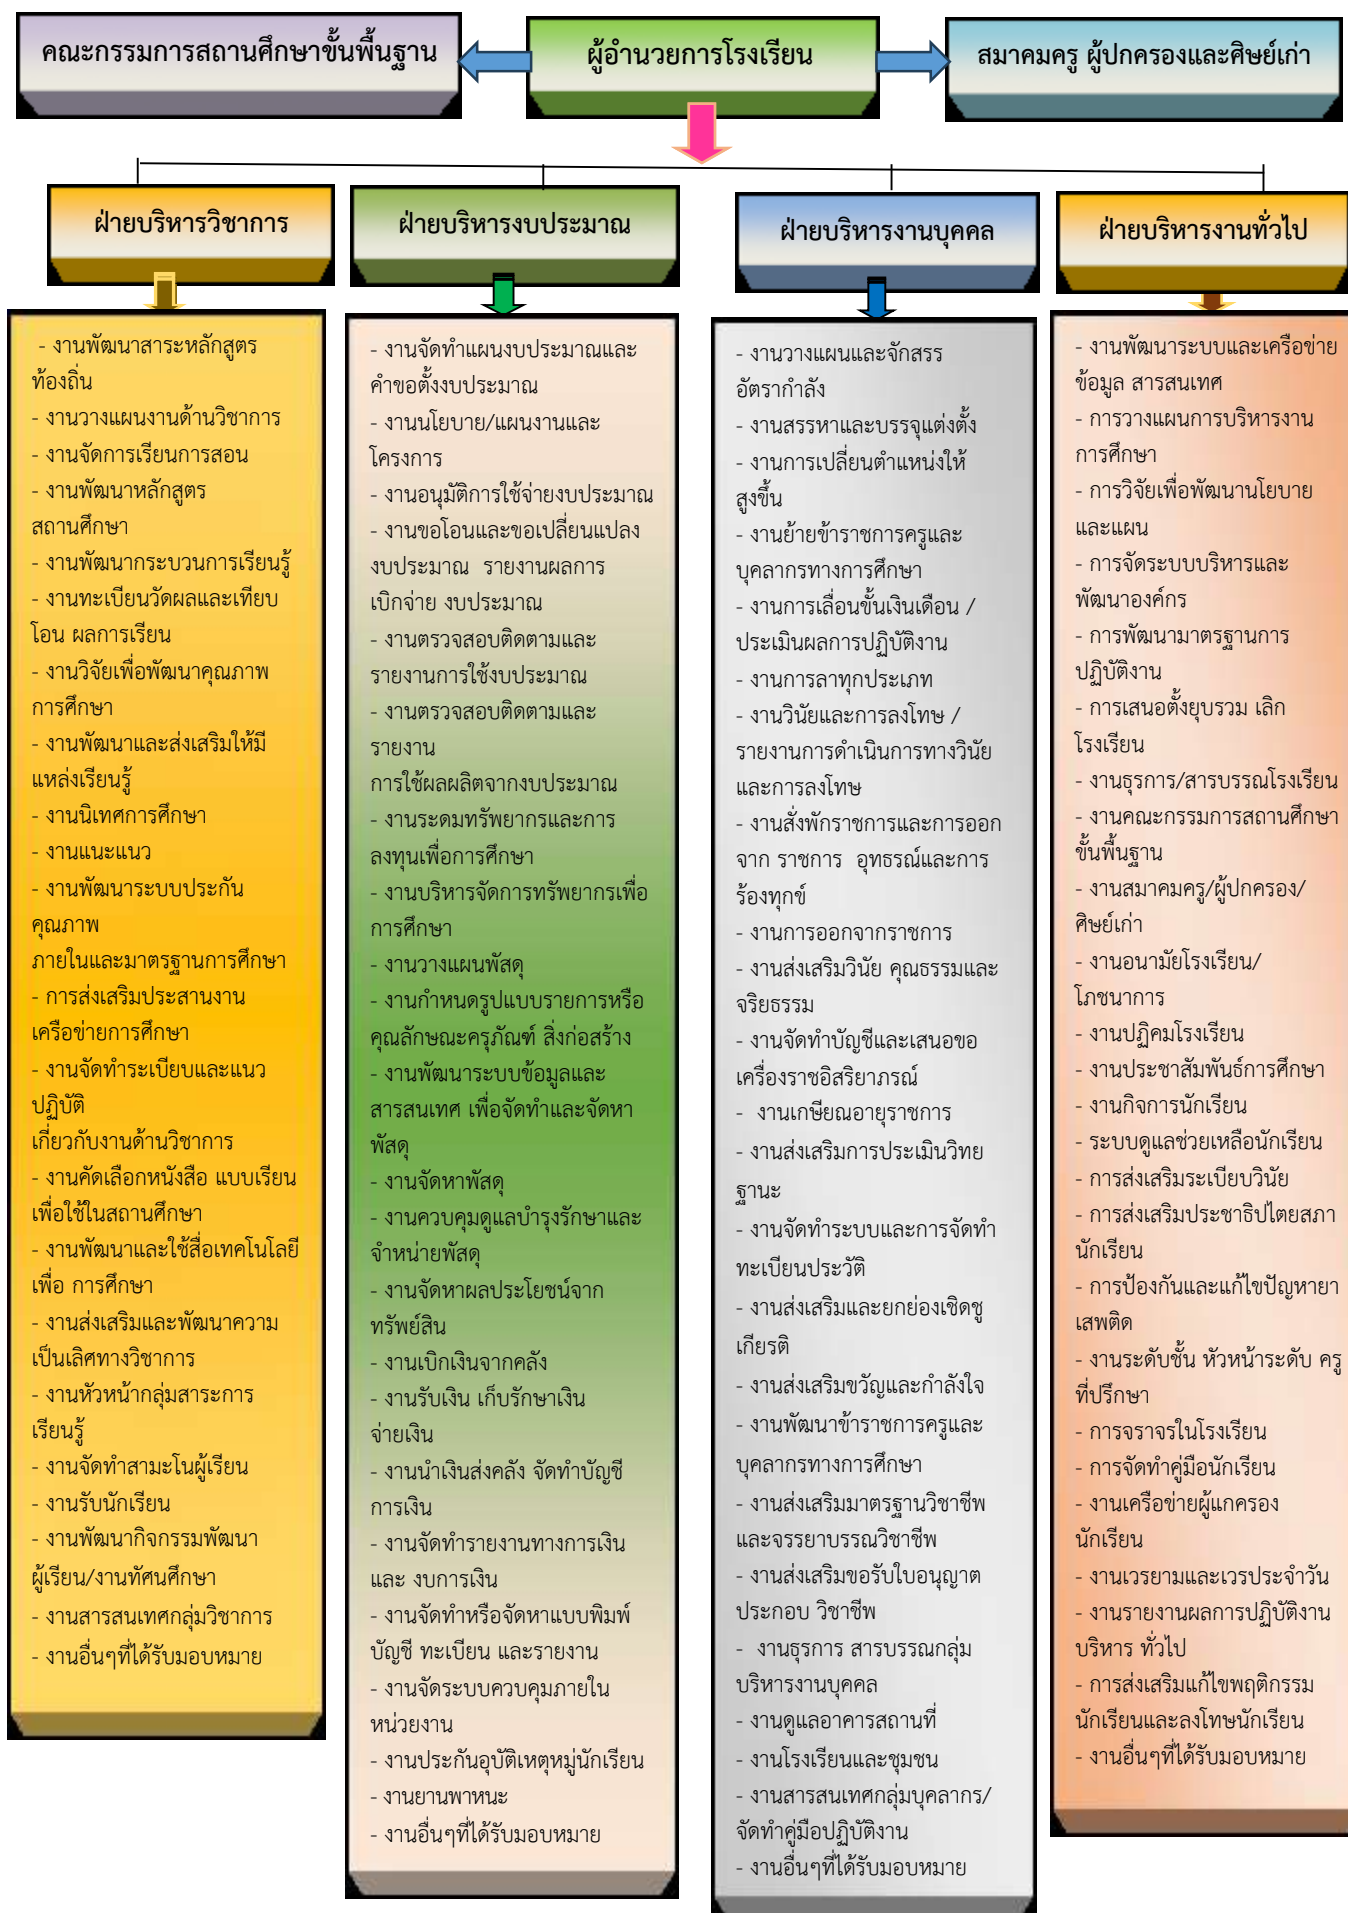 คณะกรรมการสถานศึกษาขั้นพื้นฐาน
ผู้อำนวยการโรงเรียน
สมาคมครู ผู้ปกครองและศิษย์เก่า
ฝ่ายบริหารวิชาการ
ฝ่ายบริหารงบประมาณ
ฝ่ายบริหารงานบุคคล
ฝ่ายบริหารงานทั่วไป
- งานพัฒนาสาระหลักสูตร
ท้องถิ่น
- งานวางแผนงานด้านวิชาการ
- งานจัดการเรียนการสอน
- งานพัฒนาหลักสูตร
สถานศึกษา
- งานพัฒนากระบวนการเรียนรู้
- งานทะเบียนวัดผลและเทียบ
โอน ผลการเรียน
- งานวิจัยเพื่อพัฒนาคุณภาพ
การศึกษา
- งานพัฒนาและส่งเสริมให้มี
แหล่งเรียนรู้
- งานนิเทศการศึกษา
- งานแนะแนว
- งานพัฒนาระบบประกัน
คุณภาพ
ภายในและมาตรฐานการศึกษา
- การส่งเสริมประสานงาน
เครือข่ายการศึกษา
- งานจัดทำระเบียบและแนว
ปฏิบัติ
เกี่ยวกับงานด้านวิชาการ
- งานคัดเลือกหนังสือ แบบเรียน
เพื่อใช้ในสถานศึกษา
- งานพัฒนาและใช้สื่อเทคโนโลยี
เพื่อ การศึกษา
- งานส่งเสริมและพัฒนาความ
เป็นเลิศทางวิชาการ
- งานหัวหน้ากลุ่มสาระการ
เรียนรู้
- งานจัดทำสามะโนผู้เรียน
- งานรับนักเรียน
- งานพัฒนากิจกรรมพัฒนา
ผู้เรียน/งานทัศนศึกษา
- งานสารสนเทศกลุ่มวิชาการ
- งานอื่นๆที่ได้รับมอบหมาย
- งานจัดทำแผนงบประมาณและ
คำขอตั้งงบประมาณ
- งานนโยบาย/แผนงานและ
โครงการ
- งานอนุมัติการใช้จ่ายงบประมาณ
- งานขอโอนและขอเปลี่ยนแปลง
งบประมาณ รายงานผลการ
เบิกจ่าย งบประมาณ
- งานตรวจสอบติดตามและ
รายงานการใช้งบประมาณ
- งานตรวจสอบติดตามและ
รายงาน
การใช้ผลผลิตจากงบประมาณ
- งานระดมทรัพยากรและการ
ลงทุนเพื่อการศึกษา
- งานบริหารจัดการทรัพยากรเพื่อ
การศึกษา
- งานวางแผนพัสดุ
- งานกำหนดรูปแบบรายการหรือ
คุณลักษณะครุภัณฑ์ สิ่งก่อสร้าง
- งานพัฒนาระบบข้อมูลและ
สารสนเทศ เพื่อจัดทำและจัดหา
พัสดุ
- งานจัดหาพัสดุ
- งานควบคุมดูแลบำรุงรักษาและ
จำหน่ายพัสดุ
- งานจัดหาผลประโยชน์จาก
ทรัพย์สิน
- งานเบิกเงินจากคลัง
- งานรับเงิน เก็บรักษาเงิน
จ่ายเงิน
- งานนำเงินส่งคลัง จัดทำบัญชี
การเงิน
- งานจัดทำรายงานทางการเงิน
และ งบการเงิน
- งานจัดทำหรือจัดหาแบบพิมพ์
บัญชี ทะเบียน และรายงาน
- งานจัดระบบควบคุมภายใน
หน่วยงาน
- งานประกันอุบัติเหตุหมู่นักเรียน
- งานยานพาหนะ
- งานอื่นๆที่ได้รับมอบหมาย
- งานวางแผนและจักสรร
อัตรากำลัง
- งานสรรหาและบรรจุแต่งตั้ง
- งานการเปลี่ยนตำแหน่งให้
สูงขึ้น
- งานย้ายข้าราชการครูและ
บุคลากรทางการศึกษา
- งานการเลื่อนขั้นเงินเดือน /
ประเมินผลการปฏิบัติงาน
- งานการลาทุกประเภท
- งานวินัยและการลงโทษ /
รายงานการดำเนินการทางวินัย
และการลงโทษ
- งานสั่งพักราชการและการออก
จาก ราชการ อุทธรณ์และการ
ร้องทุกข์
- งานการออกจากราชการ
- งานส่งเสริมวินัย คุณธรรมและ
จริยธรรม
- งานจัดทำบัญชีและเสนอขอ
เครื่องราชอิสริยาภรณ์
- งานเกษียณอายุราชการ
- งานส่งเสริมการประเมินวิทย
ฐานะ
- งานจัดทำระบบและการจัดทำ
ทะเบียนประวัติ
- งานส่งเสริมและยกย่องเชิดชู
เกียรติ
- งานส่งเสริมขวัญและกำลังใจ
- งานพัฒนาข้าราชการครูและ
บุคลากรทางการศึกษา
- งานส่งเสริมมาตรฐานวิชาชีพ
และจรรยาบรรณวิชาชีพ
- งานส่งเสริมขอรับใบอนุญาต
ประกอบ วิชาชีพ
- งานธุรการ สารบรรณกลุ่ม
บริหารงานบุคคล
- งานดูแลอาคารสถานที่
- งานโรงเรียนและชุมชน
- งานสารสนเทศกลุ่มบุคลากร/
จัดทำคู่มือปฏิบัติงาน
- งานอื่นๆที่ได้รับมอบหมาย
- งานพัฒนาระบบและเครือข่าย
ข้อมูล สารสนเทศ
- การวางแผนการบริหารงาน
การศึกษา
- การวิจัยเพื่อพัฒนานโยบาย
และแผน
- การจัดระบบบริหารและ
พัฒนาองค์กร
- การพัฒนามาตรฐานการ
ปฏิบัติงาน
- การเสนอตั้งยุบรวม เลิก
โรงเรียน
- งานธุรการ/สารบรรณโรงเรียน
- งานคณะกรรมการสถานศึกษา
ขั้นพื้นฐาน
- งานสมาคมครู/ผู้ปกครอง/
ศิษย์เก่า
- งานอนามัยโรงเรียน/
โภชนาการ
- งานปฏิคมโรงเรียน
- งานประชาสัมพันธ์การศึกษา
- งานกิจการนักเรียน
- ระบบดูแลช่วยเหลือนักเรียน
- การส่งเสริมระเบียบวินัย
- การส่งเสริมประชาธิปไตยสภา
นักเรียน
- การป้องกันและแก้ไขปัญหายา
เสพติด
- งานระดับชั้น หัวหน้าระดับ ครู
ที่ปรึกษา
- การจราจรในโรงเรียน
- การจัดทำคู่มือนักเรียน
- งานเครือข่ายผู้แกครอง
นักเรียน
- งานเวรยามและเวรประจำวัน
- งานรายงานผลการปฏิบัติงาน
บริหาร ทั่วไป
- การส่งเสริมแก้ไขพฤติกรรม
นักเรียนและลงโทษนักเรียน
- งานอื่นๆที่ได้รับมอบหมาย